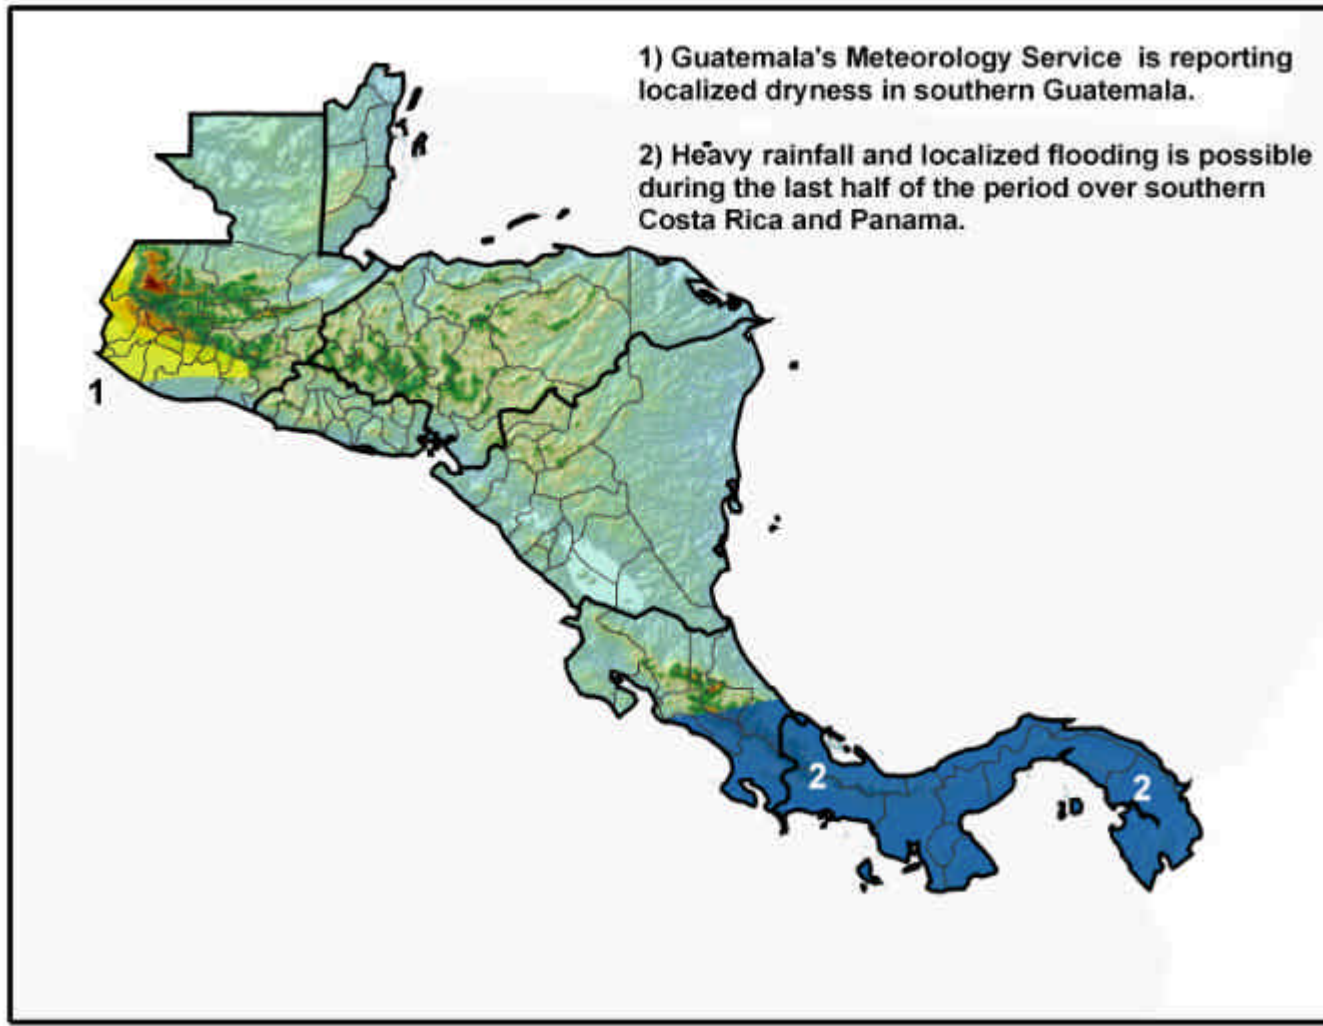 1) Guatemala's Meteorology Service is reporting
localized dryness in southern Guatemala.
2) Heavy rainfall and localized flooding is possible
during the last half of the period over southern
Costa Rica and Panama.
1
2
2